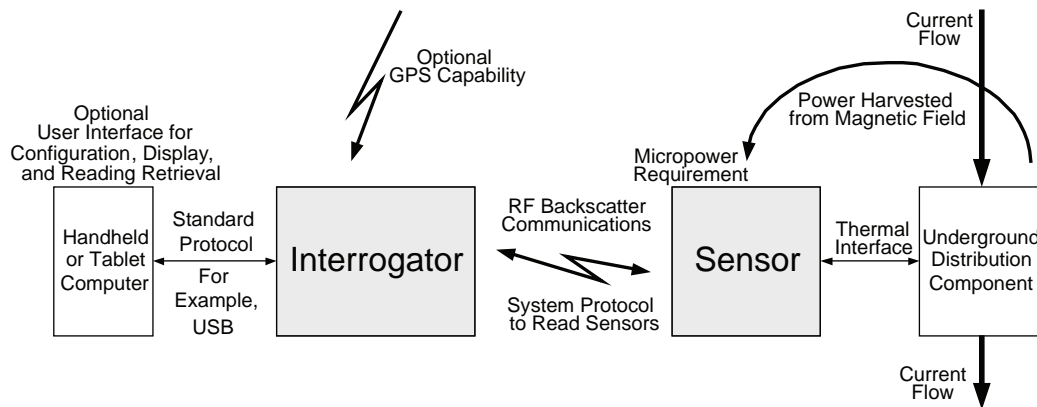 Current
Flow
Optional
GPS Capability
Optional
User Interface for
Configuration, Display,
and Reading Retrieval
Power Harvested
from Magnetic Field
Micropower
Requirement
Handheld
or Tablet
Computer
Standard
Protocol
For
Example,
USB
Interrogator
RF Backscatter
Communications
System Protocol
to Read Sensors
Sensor
Thermal
Interface
Underground
Distribution
Component
Current
Flow